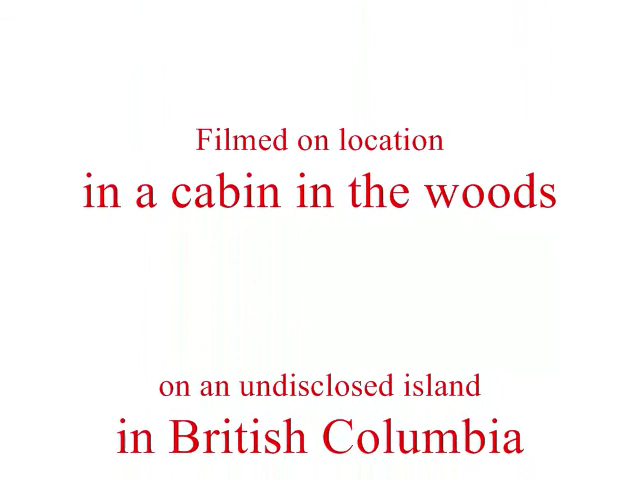 Filmed on location
in a cabin in the woods
on an undisclosed island
in British Columbia